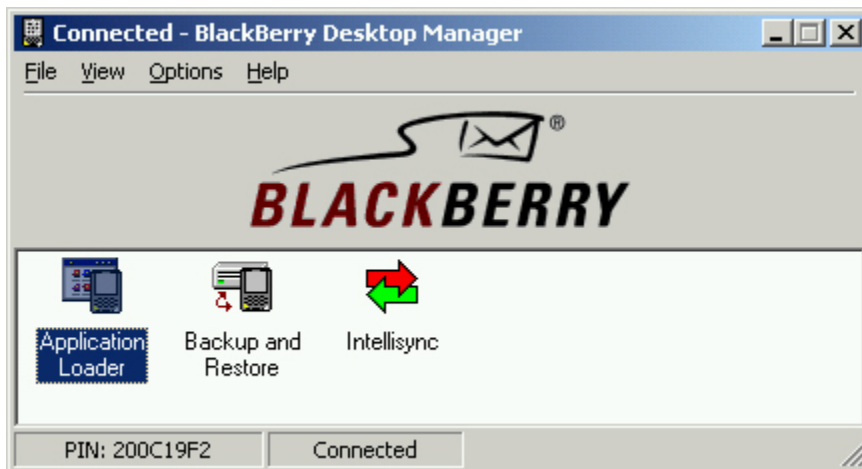 Connected - BlackBerry Desktop Manager
File View Options Help
®
BLACKBERRY
Application Loader
Backup and Restore
Intellisync
PIN: 200C19F2 Connected